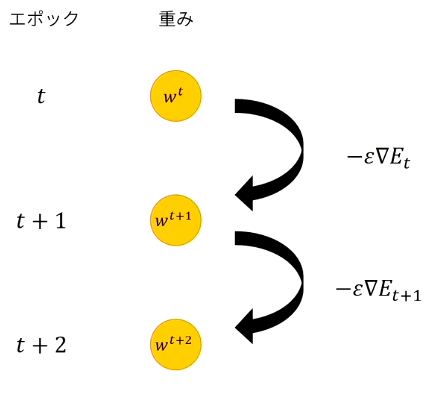 エポック 重み
t w^t
−ε∇E_t
t + 1 w^{t+1}
−ε∇E_{t+1}
t + 2 w^{t+2}